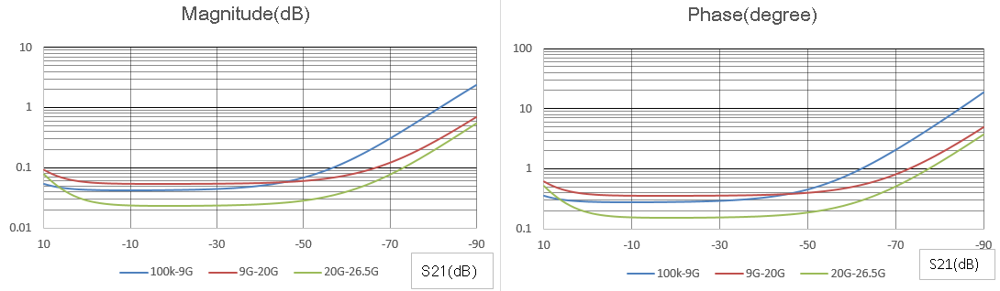 Magnitude(dB)
10
1
0.1
0.01
10 -10 -30 -50 -70 -90
100k-9G 9G-20G 20G-26.5G
S21(dB)
Phase(degree)
100
10
1
0.1
10 -10 -30 -50 -70 -90
100k-9G 9G-20G 20G-26.5G
S21(dB)